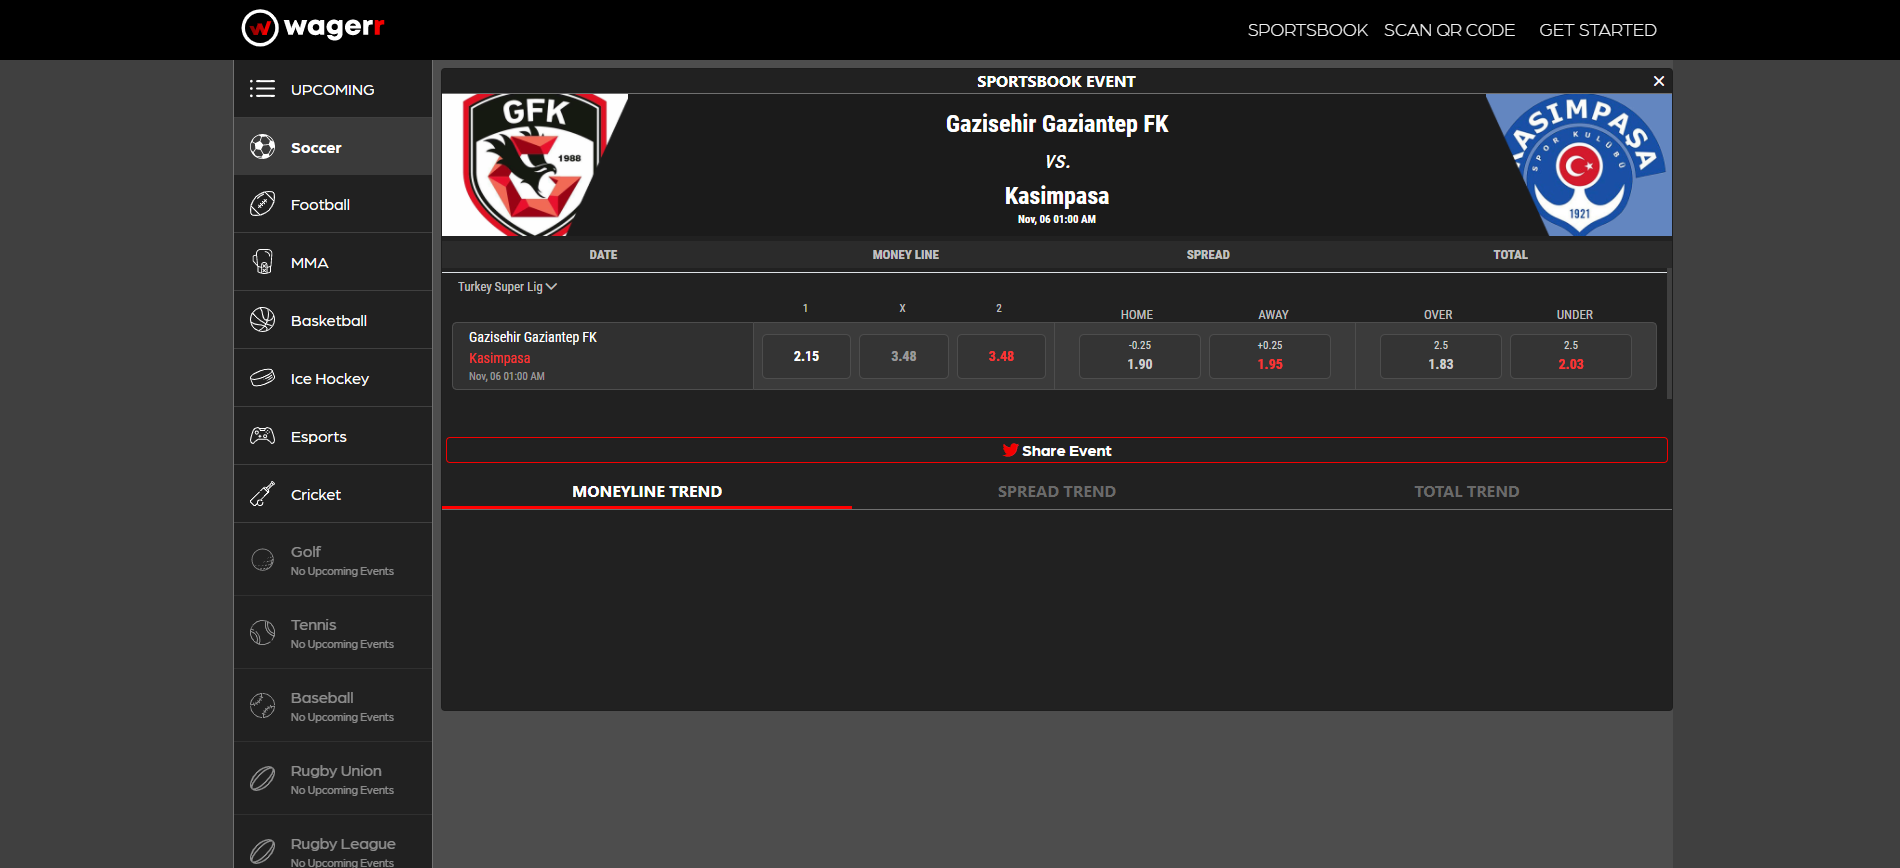 wagerr
SPORTSBOOK SCAN QR CODE GET STARTED
UPCOMING
Soccer
Football
MMA
Basketball
Ice Hockey
Esports
Cricket
Golf
No Upcoming Events
Tennis
No Upcoming Events
Baseball
No Upcoming Events
Rugby Union
No Upcoming Events
Rugby League
No Upcoming Events
SPORTSBOOK EVENT
GFK
1988
Gazisehir Gaziantep FK
VS.
Kasimpasa
Nov, 06 01:00 AM
KASIMPAŞA
SPOR KULÜBÜ
1921
DATE MONEY LINE SPREAD TOTAL
Turkey Super Lig
1 X 2 HOME AWAY OVER UNDER
Gazisehir Gaziantep FK
Kasimpasa
Nov, 06 01:00 AM
2.15 3.48 3.48
-0.25 +0.25 2.5 2.5
1.90 1.95 1.83 2.03
Share Event
MONEYLINE TREND SPREAD TREND TOTAL TREND